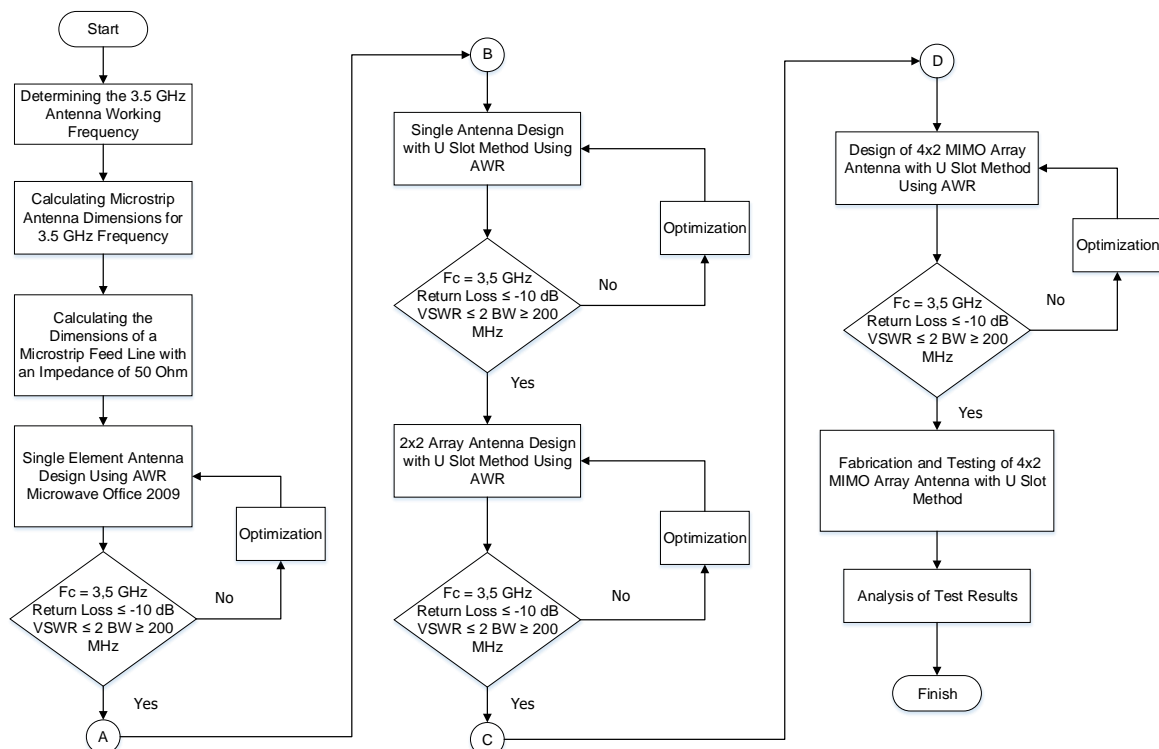 Start
Determining the 3.5 GHz
Antenna Working
Frequency
Calculating Microstrip
Antenna Dimensions for
3.5 GHz Frequency
Calculating the
Dimensions of a
Microstrip Feed Line with
an Impedance of 50 Ohm
Single Element Antenna
Design Using AWR
Microwave Office 2009
Optimization
Fc = 3,5 GHz
Return Loss ≤ -10 dB
VSWR ≤ 2 BW ≥ 200
MHz
No
Yes
A
B
Single Antenna Design
with U Slot Method Using
AWR
Optimization
Fc = 3,5 GHz
Return Loss ≤ -10 dB
VSWR ≤ 2 BW ≥ 200
MHz
No
Yes
2x2 Array Antenna Design
with U Slot Method Using
AWR
Optimization
Fc = 3,5 GHz
Return Loss ≤ -10 dB
VSWR ≤ 2 BW ≥ 200
MHz
No
Yes
C
D
Design of 4x2 MIMO Array
Antenna with U Slot Method
Using AWR
Optimization
Fc = 3,5 GHz
Return Loss ≤ -10 dB
VSWR ≤ 2 BW ≥ 200
MHz
No
Yes
Fabrication and Testing of 4x2
MIMO Array Antenna with U Slot
Method
Analysis of Test Results
Finish